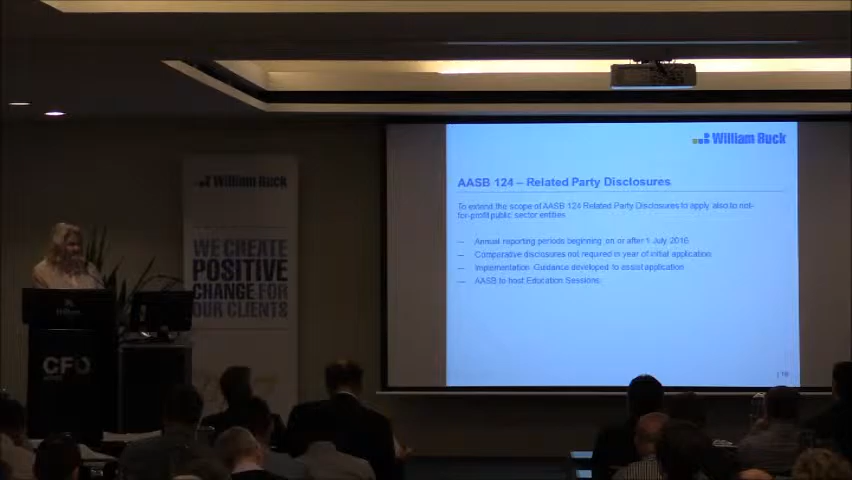 William Buck
AASB 124 – Related Party Disclosures
To extend the scope of AASB 124 Related Party Disclosures to apply also to not-
for-profit public sector entities
– Annual reporting periods beginning on or after 1 July 2016
– Comparative disclosures not required in year of initial application
– Implementation Guidance developed to assist application
– AASB to host Education Sessions
William Buck
WE CREATE
POSITIVE
CHANGE FOR
OUR CLIENTS
CFO